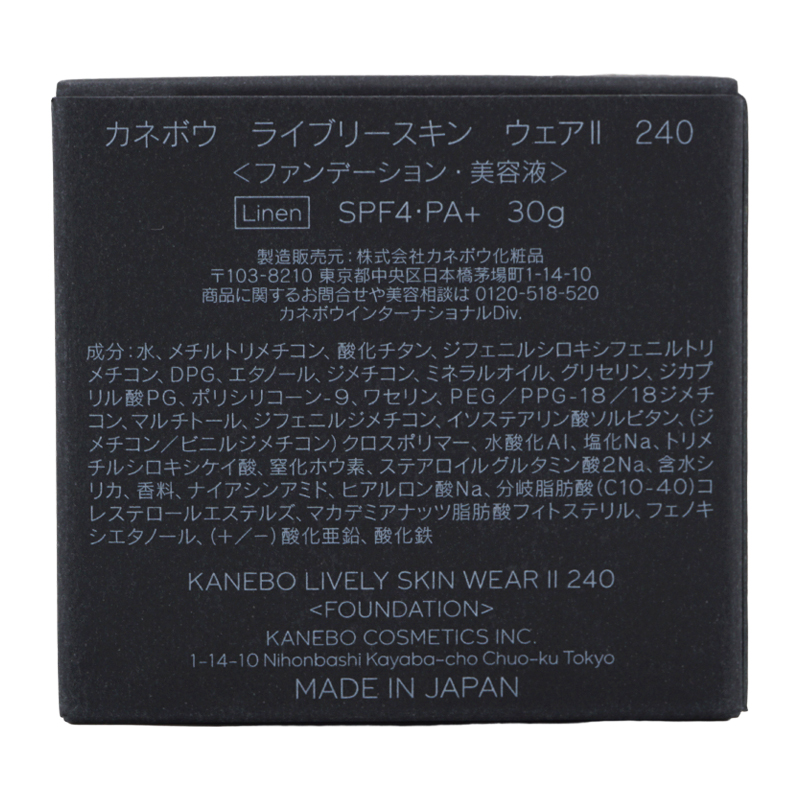 カネボウ ライブリースキン ウェアII 240
<ファンデーション・美容液>
Linen SPF4・PA+ 30g
製造販売元:株式会社カネボウ化粧品
〒103-8210 東京都中央区日本橋茅場町1-14-10
商品に関するお問合せや美容相談は 0120-518-520
カネボウインターナショナルDiv.
成分:水、メチルトリメチコン、酸化チタン、ジフェニルシロキシフェニルトリ
メチコン、DPG、エタノール、ジメチコン、ミネラルオイル、グリセリン、ジカプ
リル酸PG、ポリシリコーン-9、ワセリン、PEG/PPG-18/18ジメチ
コン、マルチトール、ジフェニルジメチコン、イソステアリン酸ソルビタン、(ジ
メチコン/ビニルジメチコン)クロスポリマー、水酸化Al、塩化Na、トリメ
チルシロキシケイ酸、窒化ホウ素、ステアロイルグルタミン酸2Na、含水シ
リカ、香料、ナイアシンアミド、ヒアルロン酸Na、分岐脂肪酸(C10-40)コ
レステロールエステルズ、マカデミアナッツ脂肪酸フィトステリル、フェノキ
シエタノール、(+/-)酸化亜鉛、酸化鉄
KANEBO LIVELY SKIN WEAR II 240
<FOUNDATION>
KANEBO COSMETICS INC.
1-14-10 Nihonbashi Kayaba-cho Chuo-ku Tokyo
MADE IN JAPAN